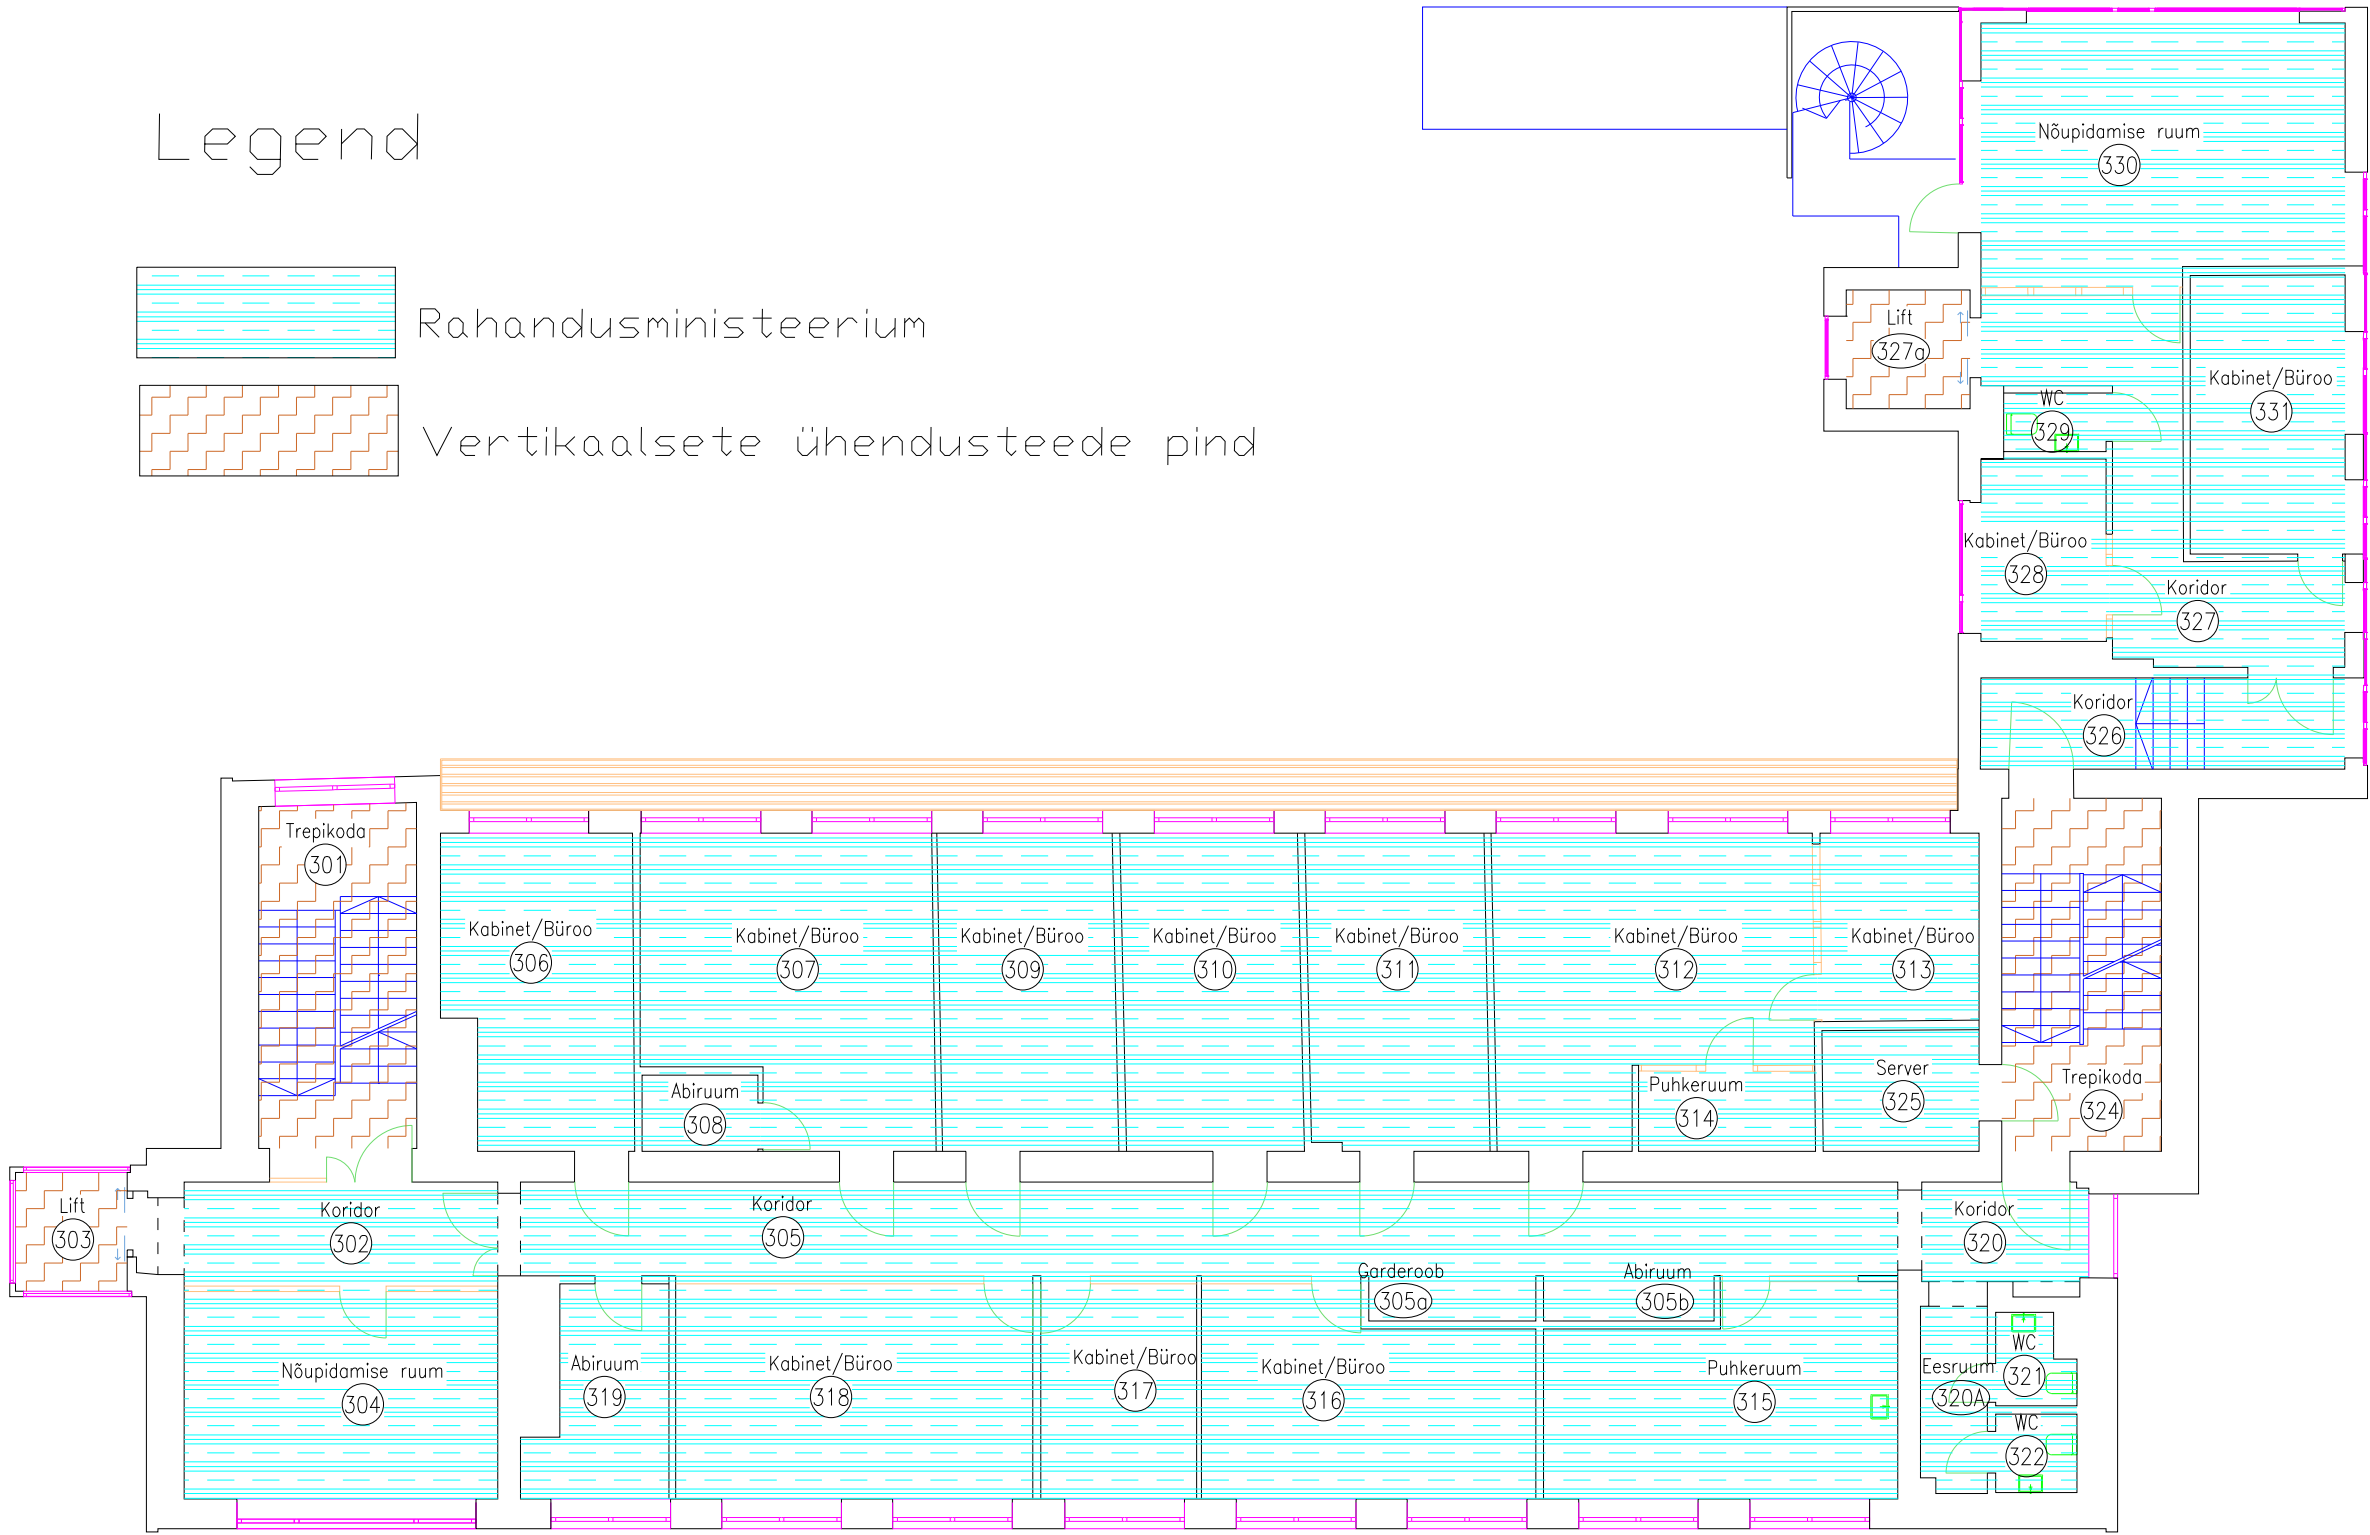 Legend
Rahandusministeerium
Vertikaalsete ühendusteede pind
Nõupidamise ruum
330
Lift
327a
Kabinet/Büroo
331
WC
329
Kabinet/Büroo
328
Koridor
327
Koridor
326
Trepikoda
301
Kabinet/Büroo
306
Kabinet/Büroo
307
Kabinet/Büroo
309
Kabinet/Büroo
310
Kabinet/Büroo
311
Kabinet/Büroo
312
Kabinet/Büroo
313
Abiruum
308
Puhkeruum
314
Server
325
Trepikoda
324
Lift
303
Koridor
302
Koridor
305
Koridor
320
Garderoob
305a
Abiruum
305b
Nõupidamise ruum
304
Abiruum
319
Kabinet/Büroo
318
Kabinet/Büroo
317
Kabinet/Büroo
316
Puhkeruum
315
Eesruum
320A
WC
321
WC
322